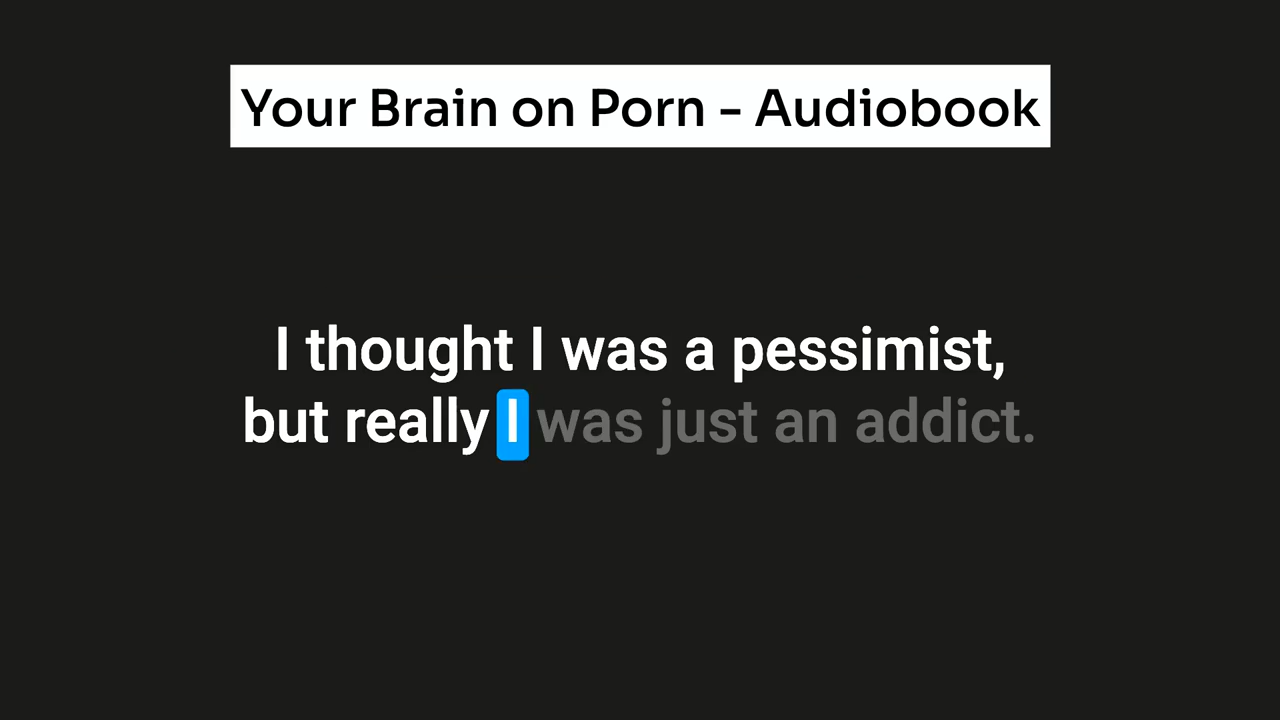 Your Brain on Porn - Audiobook
I thought I was a pessimist,
but really I was just an addict.